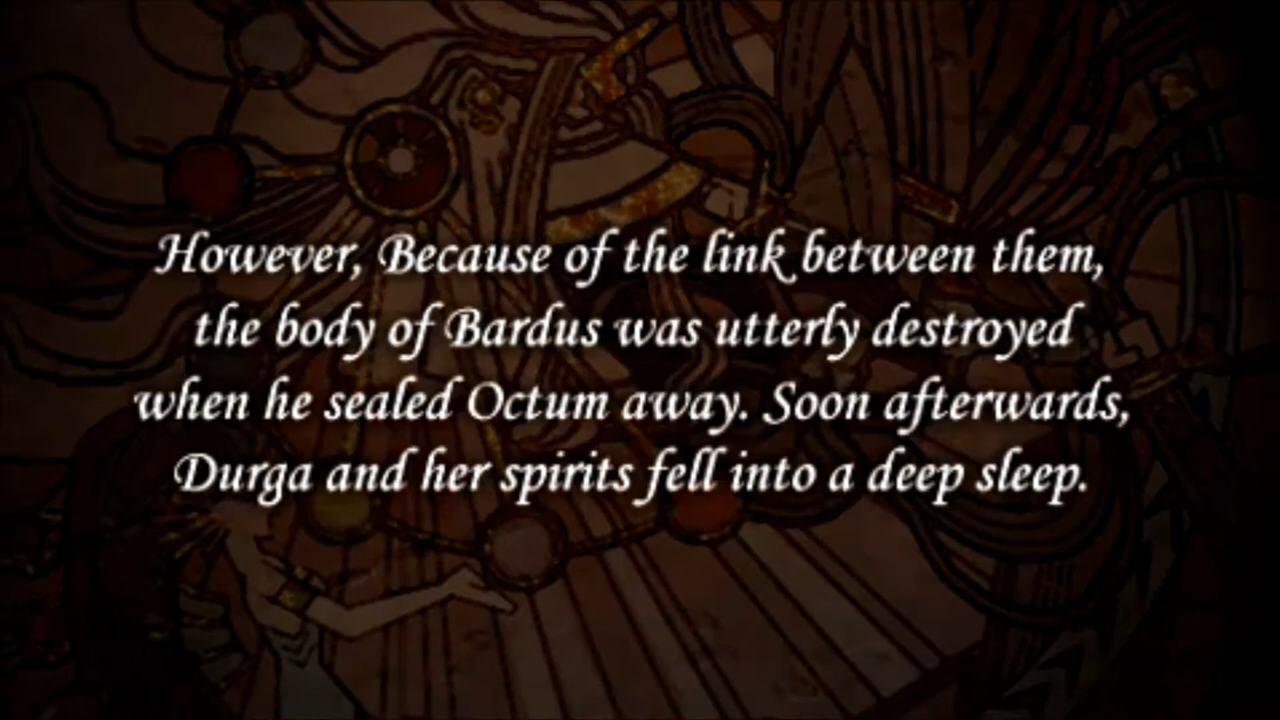 However, Because of the link between them,
the body of Bardus was utterly destroyed
when he sealed Octum away. Soon afterwards,
Durga and her spirits fell into a deep sleep.